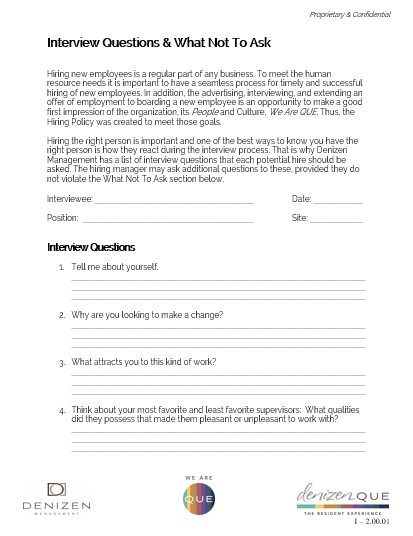 Proprietary & Confidential
Interview Questions & What Not To Ask
Hiring new employees is a regular part of any business. To meet the human
resource needs it is important to have a seamless process for timely and successful
hiring of new employees. In addition, the advertising, interviewing, and extending an
offer of employment to boarding a new employee is an opportunity to make a good
first impression of the organization, its People and Culture, We Are QUE. Thus, the
Hiring Policy was created to meet those goals.
Hiring the right person is important and one of the best ways to know you have the
right person is how they react during the interview process. That is why Denizen
Management has a list of interview questions that each potential hire should be
asked. The hiring manager may ask additional questions to these, provided they do
not violate the What Not To Ask section below.
Interviewee: Date:
Position: Site:
Interview Questions
1. Tell me about yourself.
2. Why are you looking to make a change?
3. What attracts you to this kind of work?
4. Think about your most favorite and least favorite supervisors: What qualities
did they possess that made them pleasant or unpleasant to work with?
WE ARE
QUE
DENIZEN
MANAGEMENT
denizen QUE
THE RESIDENT EXPERIENCE
I – 2.00.01